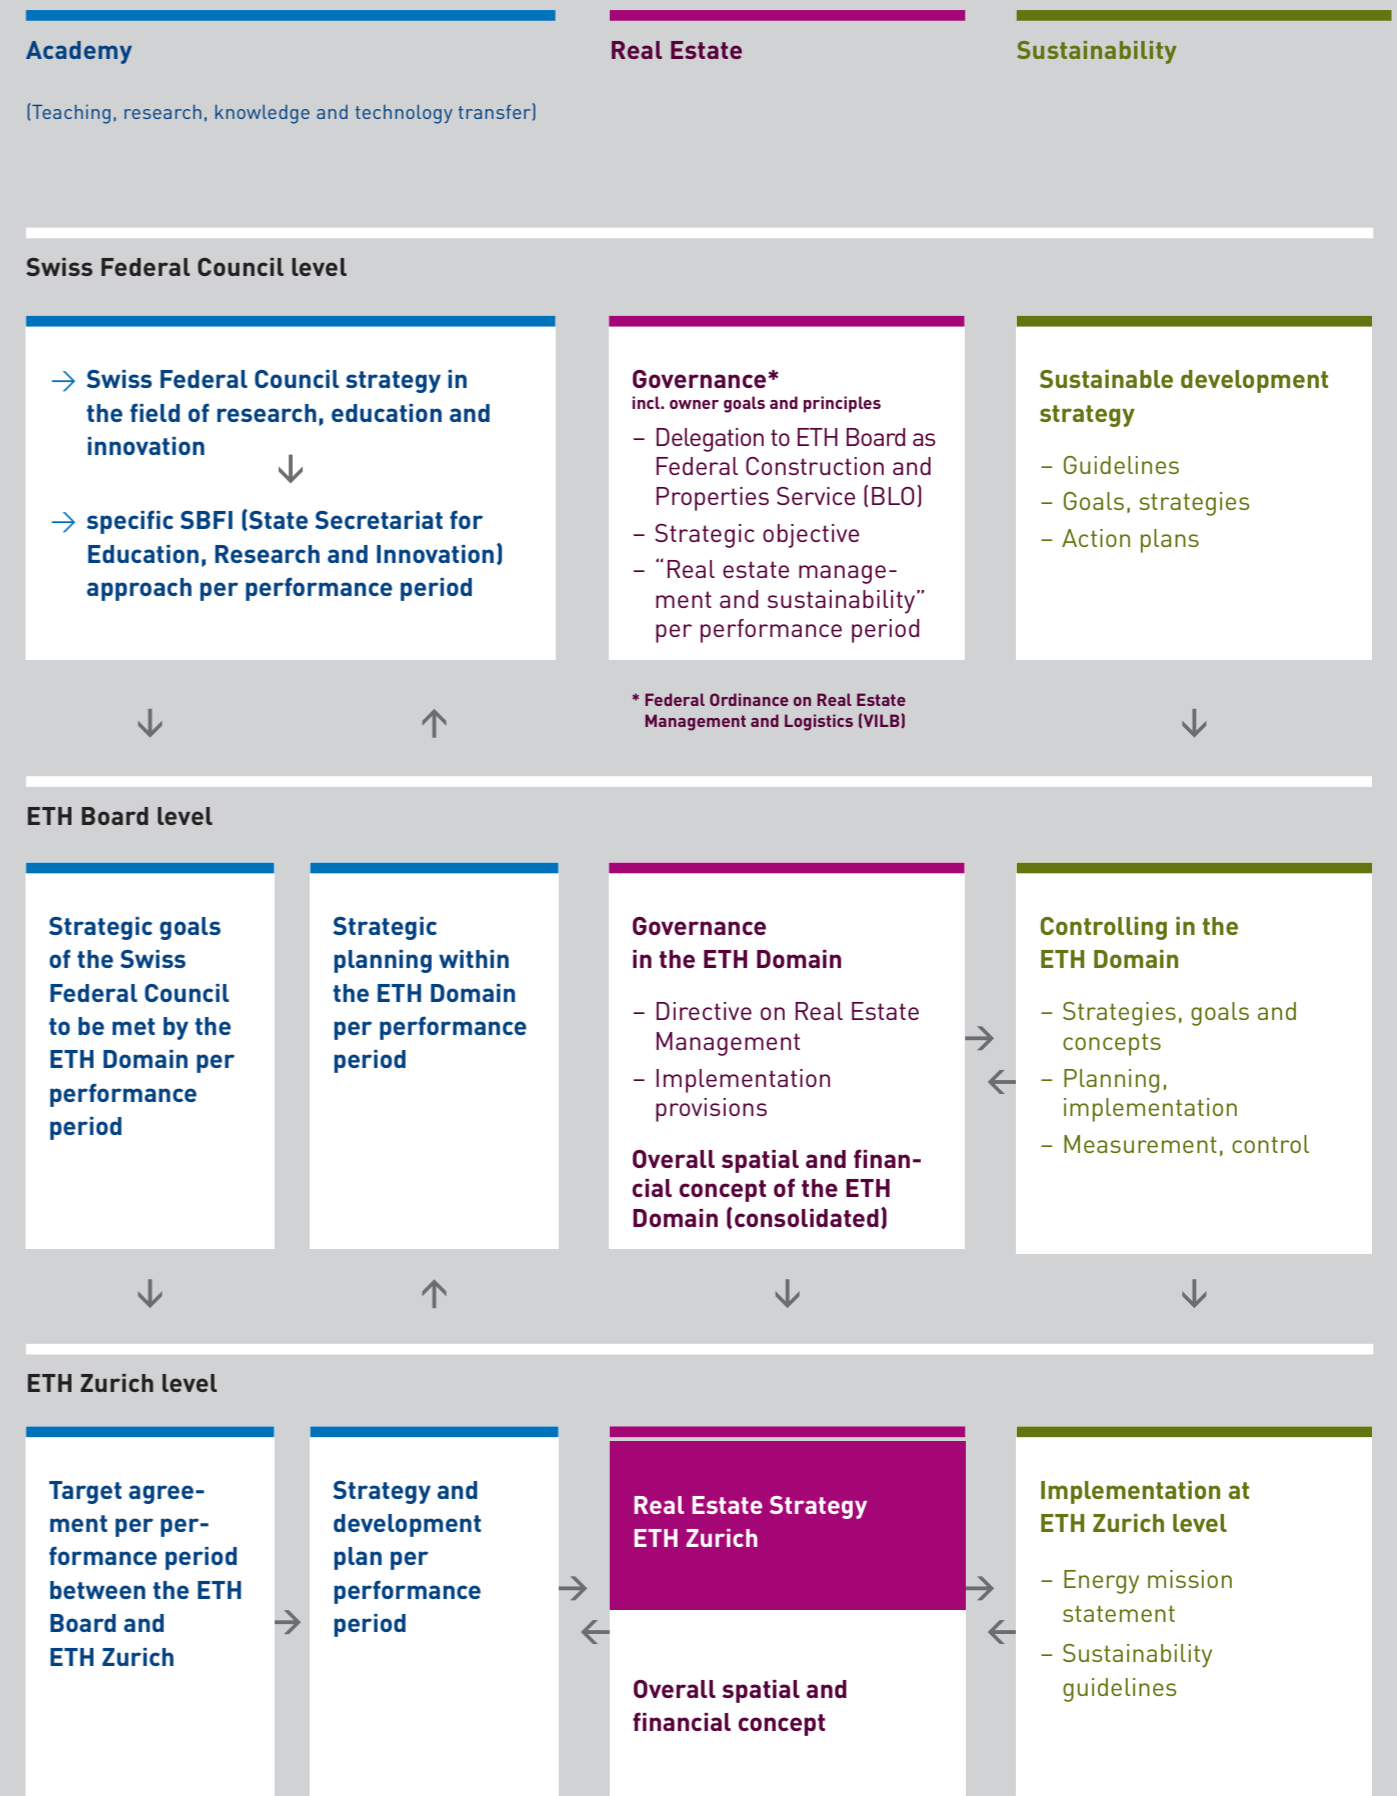 Academy
(Teaching, research, knowledge and technology transfer)
Real Estate
Sustainability
Swiss Federal Council level
→ Swiss Federal Council strategy in
the field of research, education and
innovation
↓
→ specific SBFI (State Secretariat for
Education, Research and Innovation)
approach per performance period
Governance*
incl. owner goals and principles
– Delegation to ETH Board as
Federal Construction and
Properties Service (BLO)
– Strategic objective
– “Real estate manage-
ment and sustainability”
per performance period
* Federal Ordinance on Real Estate
Management and Logistics (VILB)
Sustainable development
strategy
– Guidelines
– Goals, strategies
– Action plans
ETH Board level
Strategic goals
of the Swiss
Federal Council
to be met by the
ETH Domain per
performance
period
Strategic
planning within
the ETH Domain
per performance
period
Governance
in the ETH Domain
– Directive on Real Estate
Management
– Implementation
provisions
Overall spatial and finan-
cial concept of the ETH
Domain (consolidated)
Controlling in the
ETH Domain
– Strategies, goals and
concepts
– Planning,
implementation
– Measurement, control
ETH Zurich level
Target agree-
ment per per-
formance period
between the ETH
Board and
ETH Zurich
Strategy and
development
plan per
performance
period
Real Estate Strategy
ETH Zurich
Overall spatial and
financial concept
Implementation at
ETH Zurich level
– Energy mission
statement
– Sustainability
guidelines